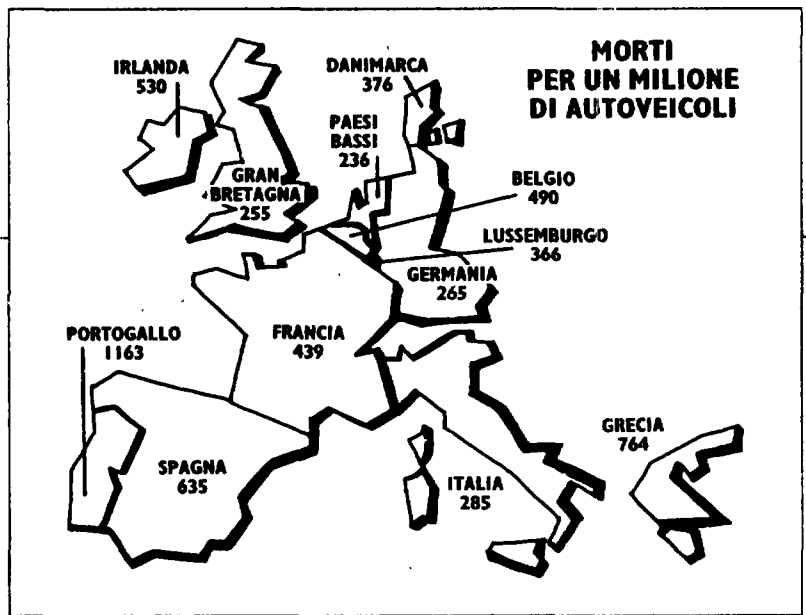 MORTI
PER UN MILIONE
DI AUTOVEICOLI
IRLANDA
530
DANIMARCA
376
PAESI
BASSI
236
GRAN
BRETAGNA
255
BELGIO
490
LUSSEMBURGO
366
GERMANIA
265
PORTOGALLO
1163
FRANCIA
439
GRECIA
764
SPAGNA
635
ITALIA
285